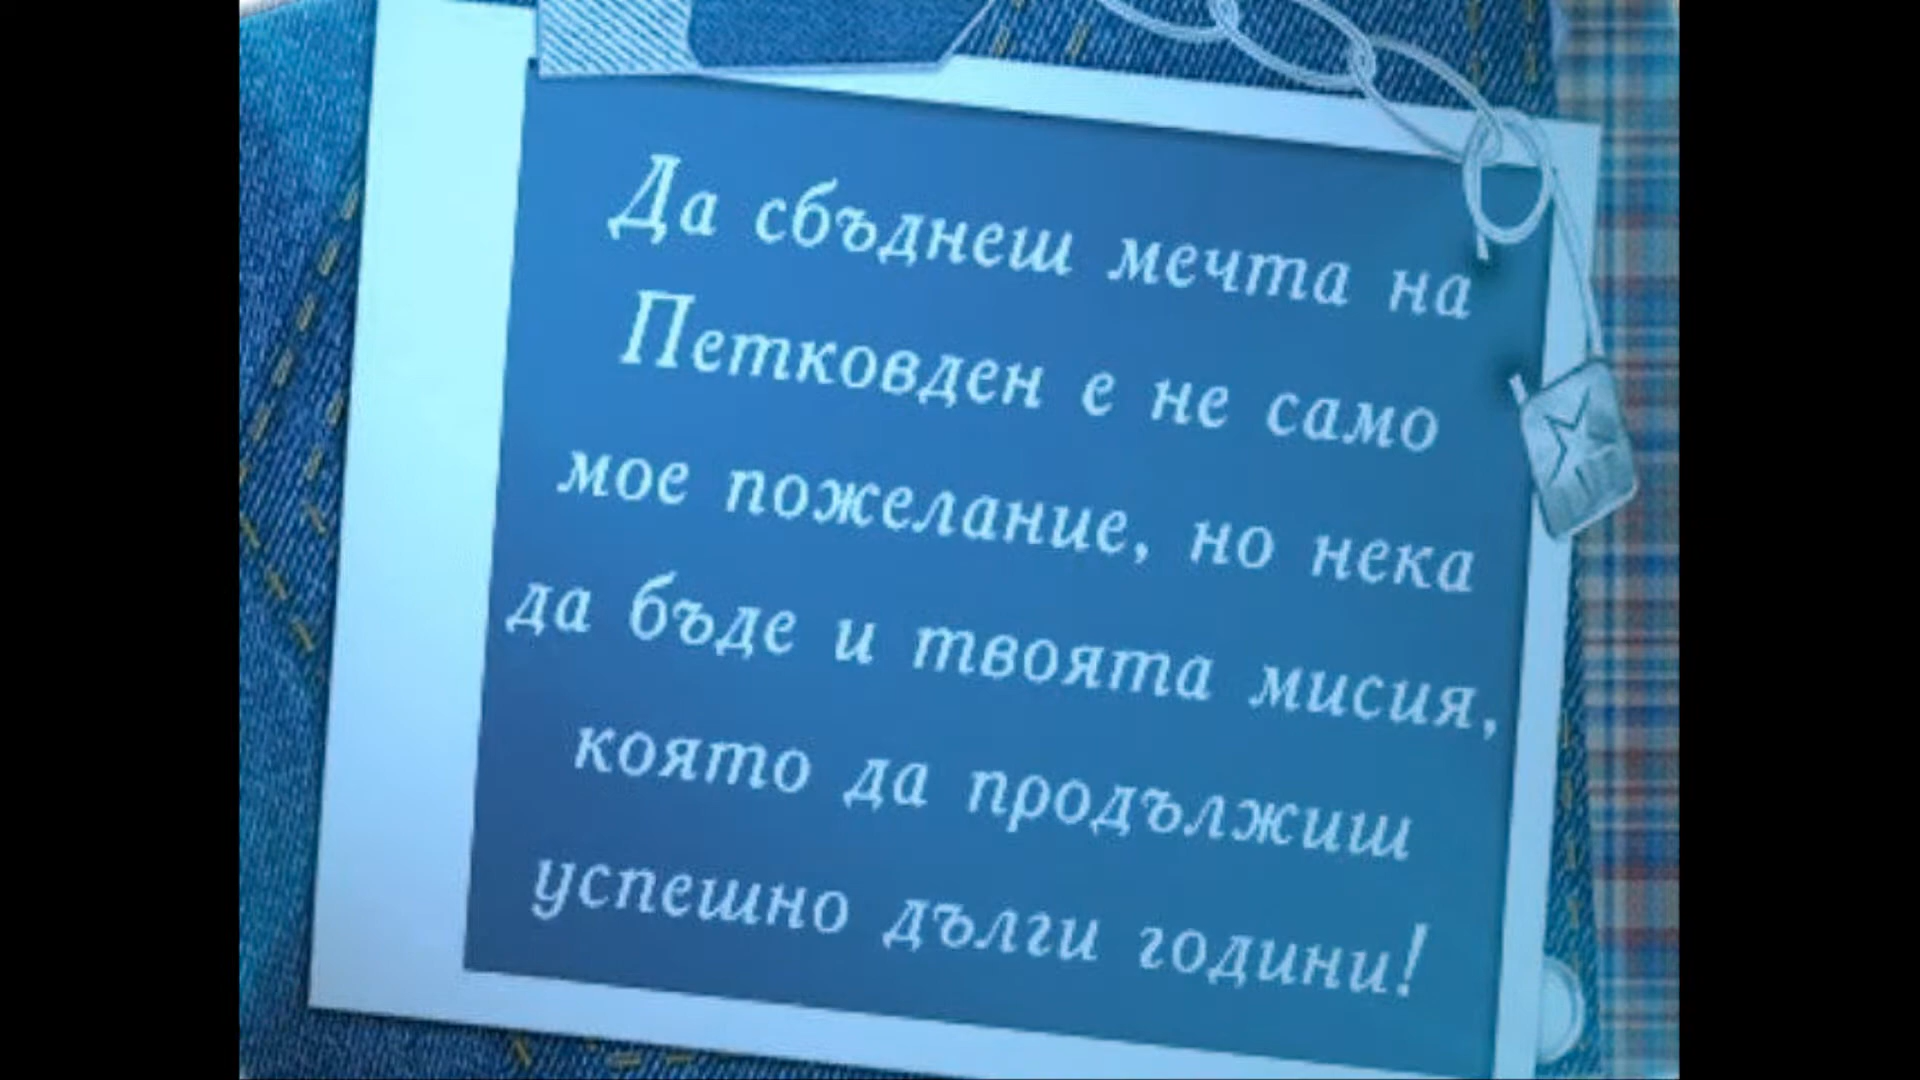 Да сбъднеш мечта на
Петковден е не само
мое пожелание, но нека
да бъде и твоята мисия,
която да продължиш
успешно дълги години!